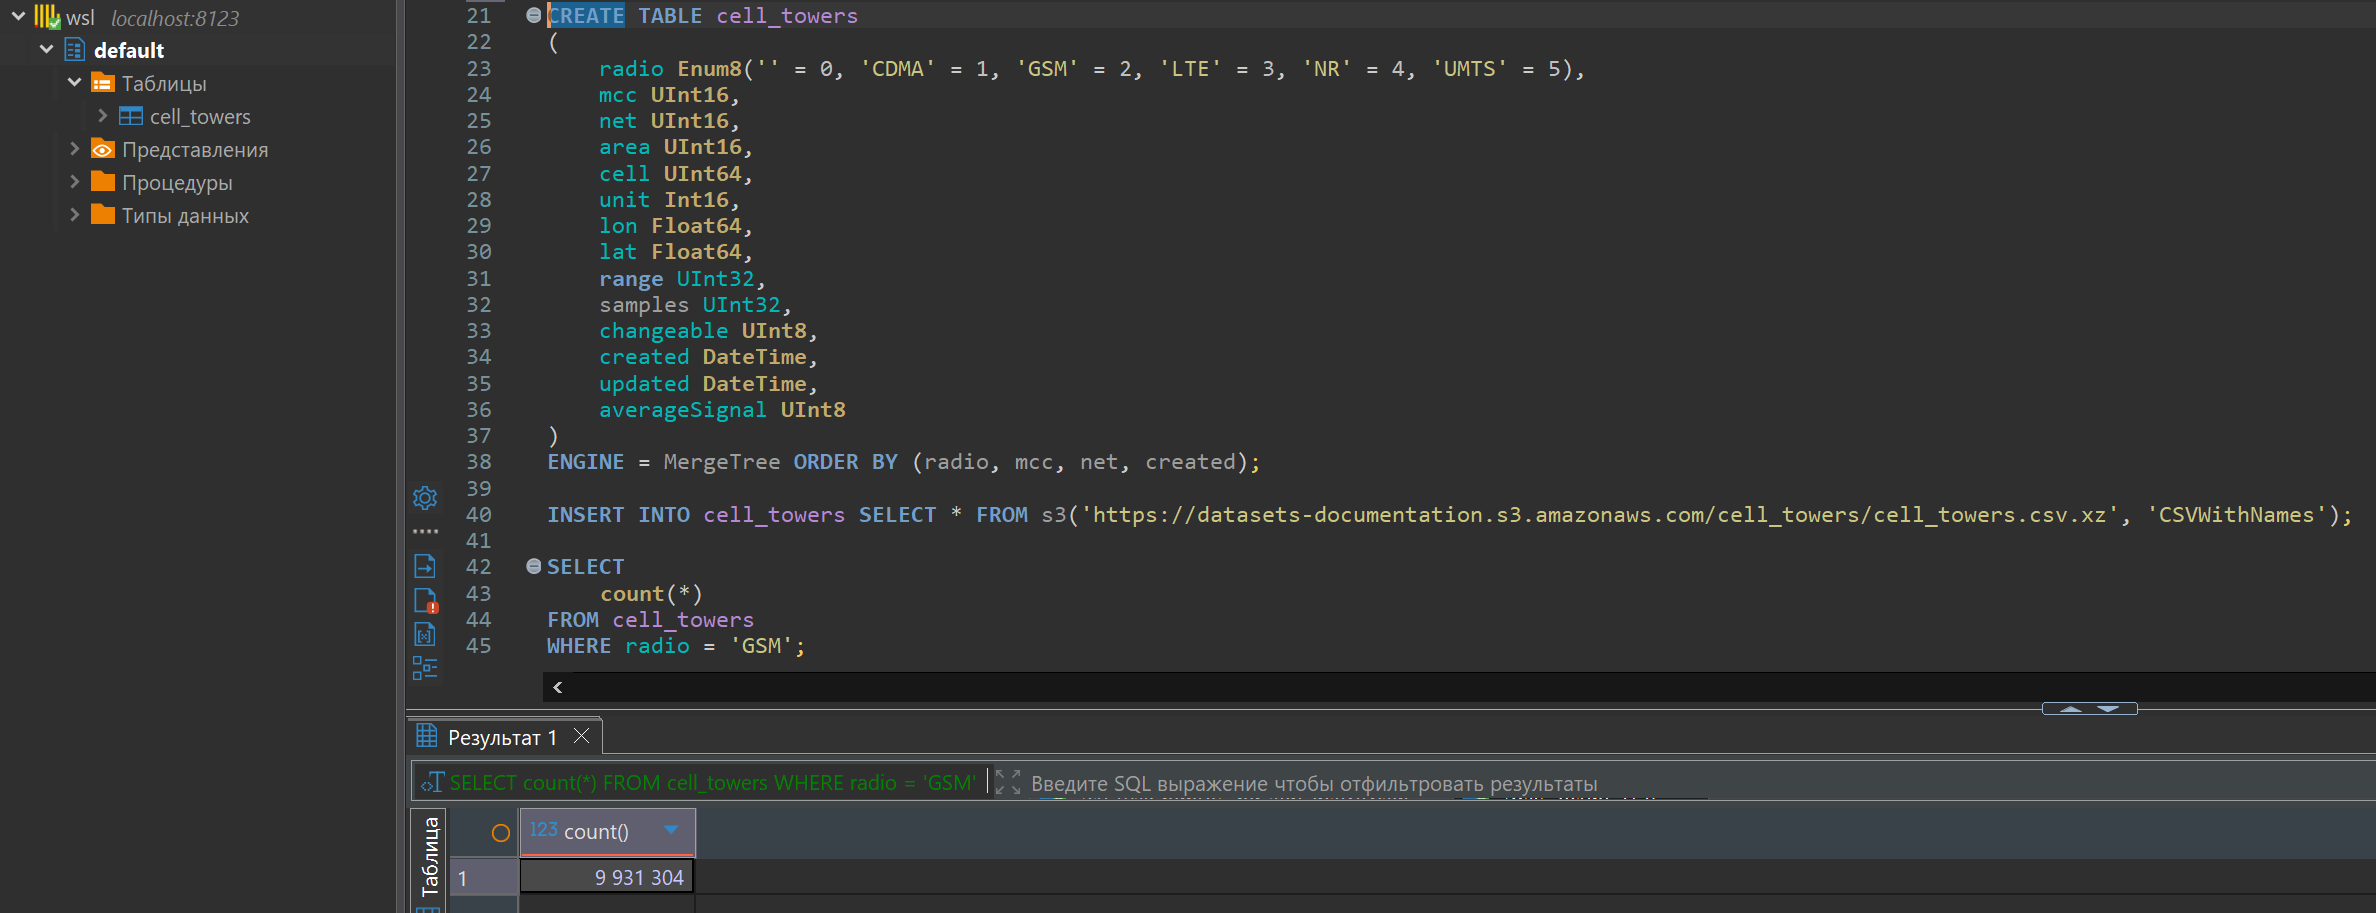 wsl localhost:8123
default
Таблицы
cell_towers
Представления
Процедуры
Типы данных
21 CREATE TABLE cell_towers
22 (
23 radio Enum8('' = 0, 'CDMA' = 1, 'GSM' = 2, 'LTE' = 3, 'NR' = 4, 'UMTS' = 5),
24 mcc UInt16,
25 net UInt16,
26 area UInt16,
27 cell UInt64,
28 unit Int16,
29 lon Float64,
30 lat Float64,
31 range UInt32,
32 samples UInt32,
33 changeable UInt8,
34 created DateTime,
35 updated DateTime,
36 averageSignal UInt8
37 )
38 ENGINE = MergeTree ORDER BY (radio, mcc, net, created);
39
40 INSERT INTO cell_towers SELECT * FROM s3('https://datasets-documentation.s3.amazonaws.com/cell_towers/cell_towers.csv.xz', 'CSVWithNames');
41
42 SELECT
43 count(*)
44 FROM cell_towers
45 WHERE radio = 'GSM';
Результат 1
SELECT count(*) FROM cell_towers WHERE radio = 'GSM' Введите SQL выражение чтобы отфильтровать результаты
Таблица
123 count()
1 9 931 304